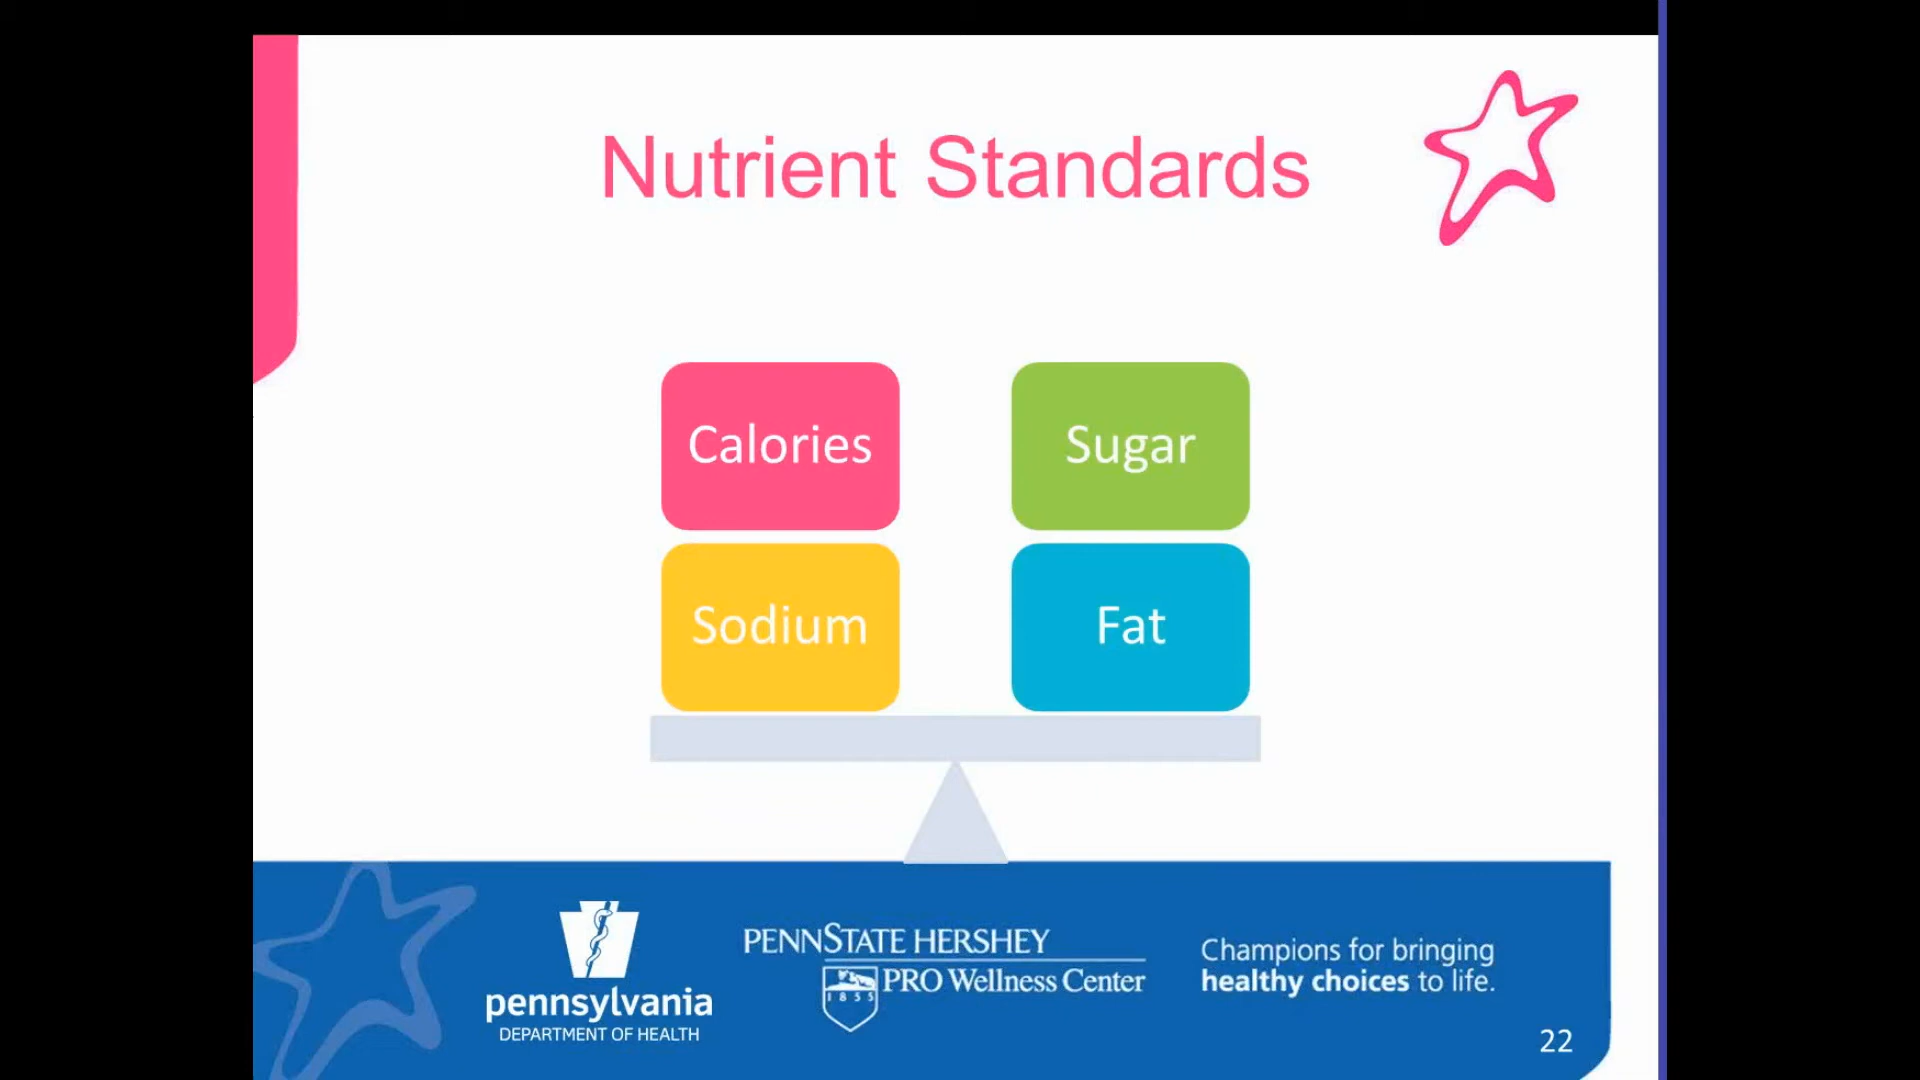 Nutrient Standards
Calories
Sugar
Sodium
Fat
pennsylvania
DEPARTMENT OF HEALTH
PENNSTATE HERSHEY
1855
PRO Wellness Center
Champions for bringing
healthy choices to life.
22